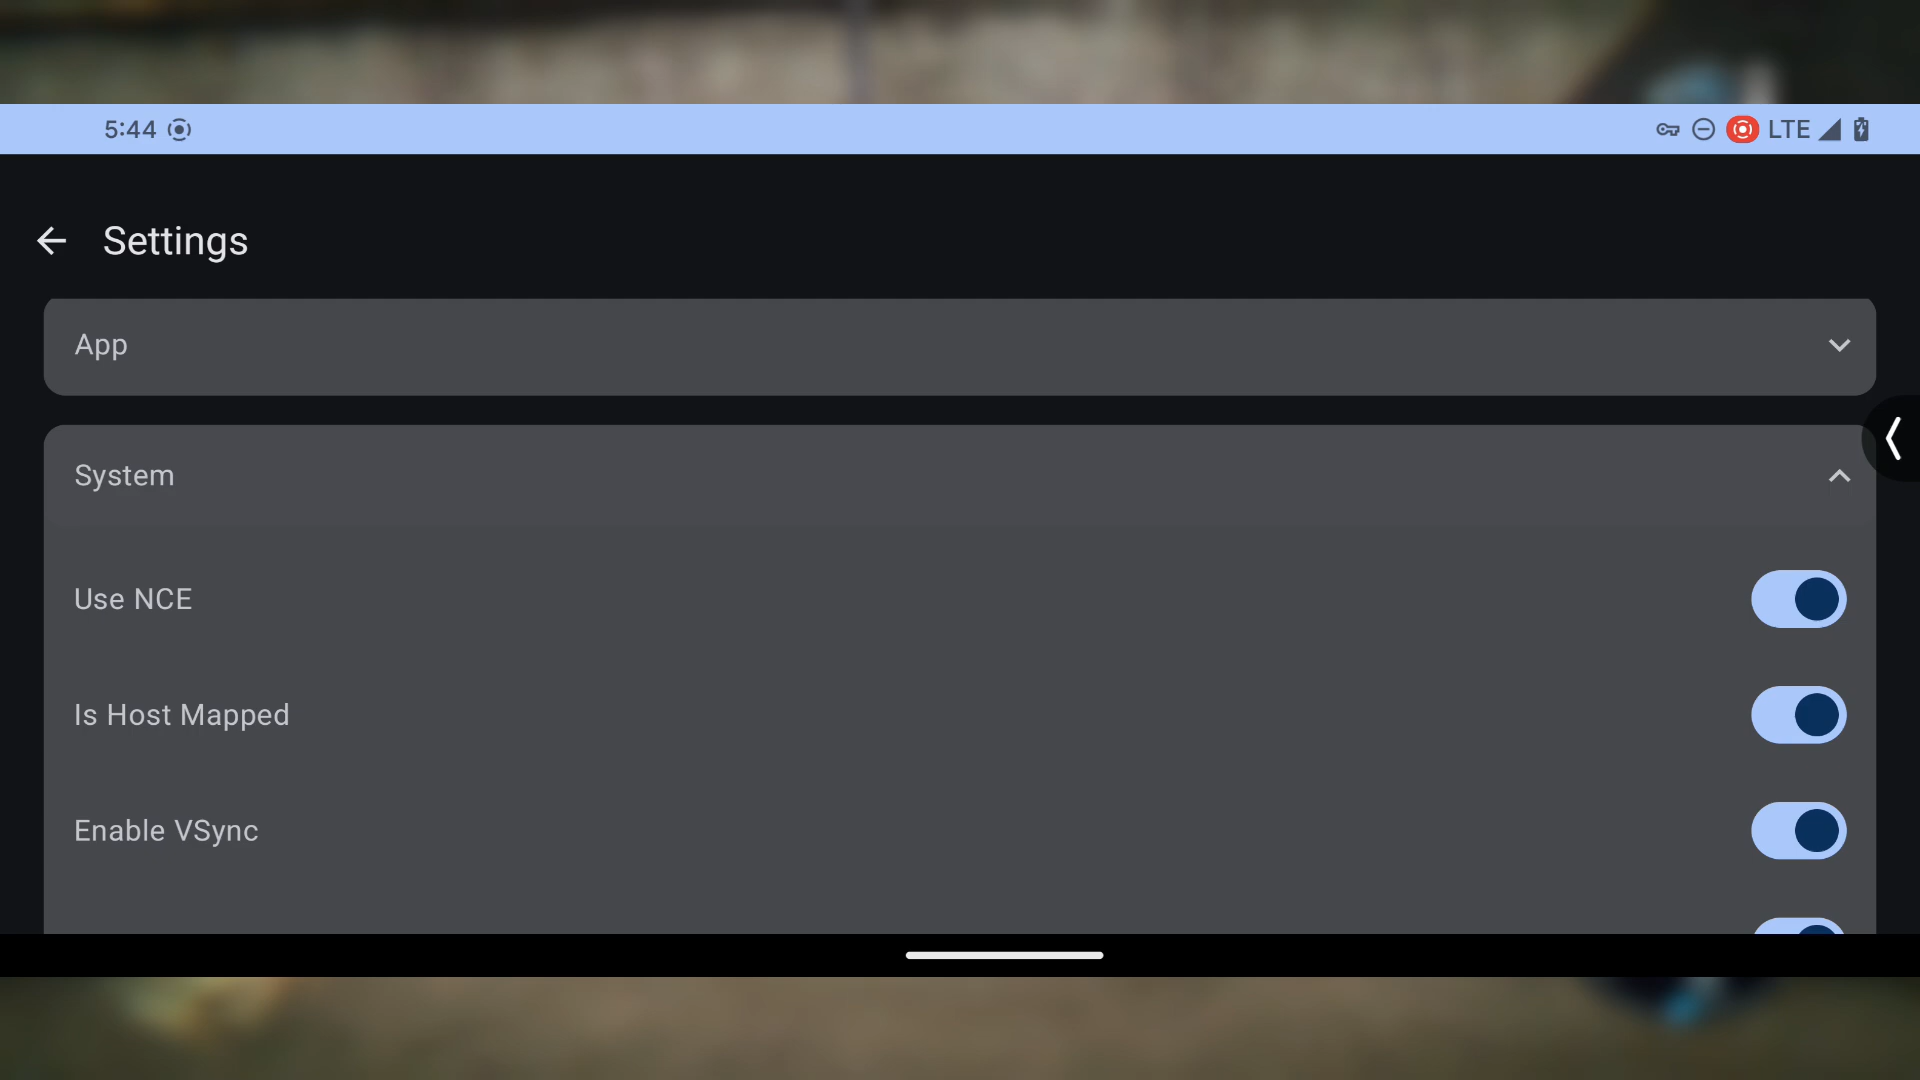 5:44
LTE
Settings
App
System
Use NCE
Is Host Mapped
Enable VSync